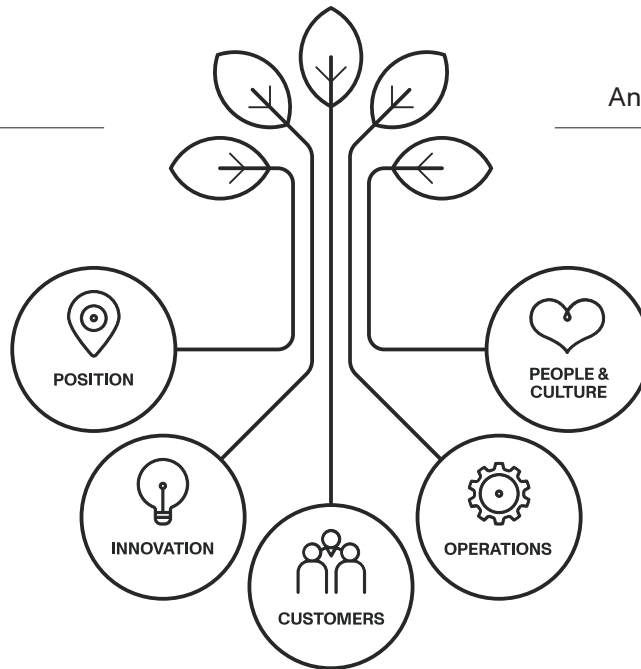 An
POSITION
PEOPLE &
CULTURE
INNOVATION
OPERATIONS
CUSTOMERS